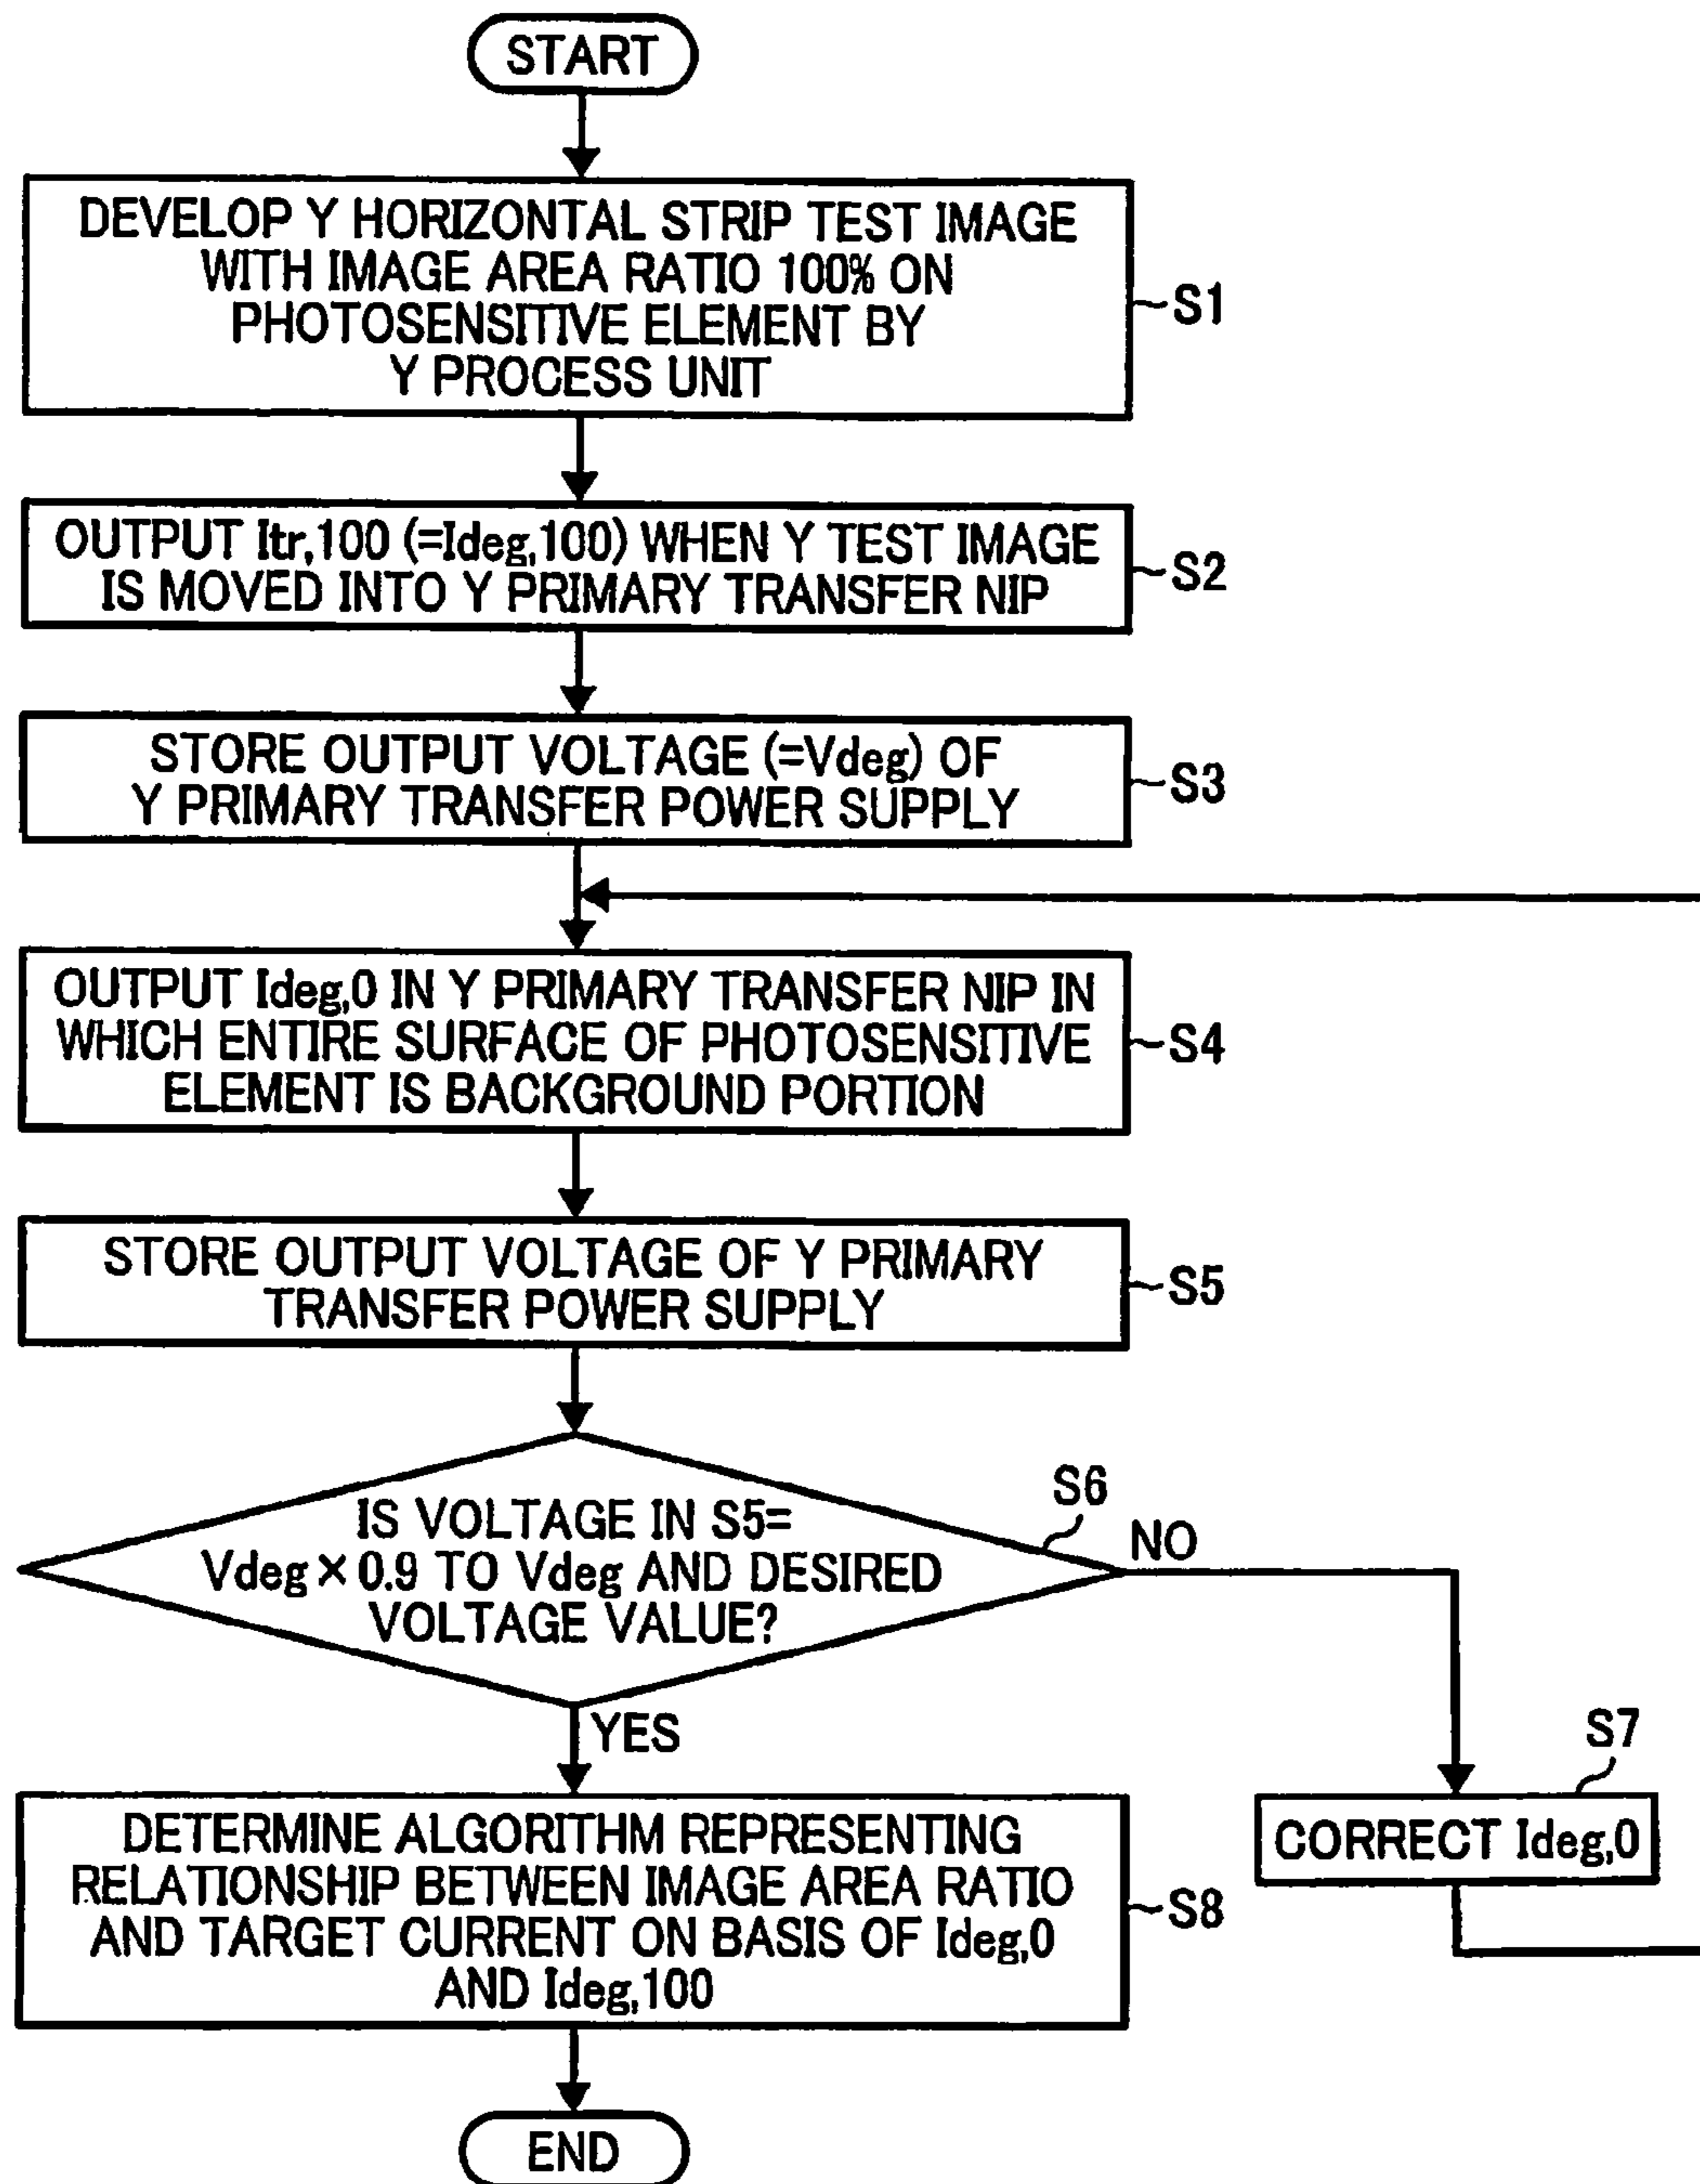 START
DEVELOP Y HORIZONTAL STRIP TEST IMAGE
WITH IMAGE AREA RATIO 100% ON
PHOTOSENSITIVE ELEMENT BY
Y PROCESS UNIT
S1
OUTPUT Itr,100 (=Ideg,100) WHEN Y TEST IMAGE
IS MOVED INTO Y PRIMARY TRANSFER NIP
S2
STORE OUTPUT VOLTAGE (=Vdeg) OF
Y PRIMARY TRANSFER POWER SUPPLY
S3
OUTPUT Ideg,0 IN Y PRIMARY TRANSFER NIP IN
WHICH ENTIRE SURFACE OF PHOTOSENSITIVE
ELEMENT IS BACKGROUND PORTION
S4
STORE OUTPUT VOLTAGE OF Y PRIMARY
TRANSFER POWER SUPPLY
S5
IS VOLTAGE IN S5=
Vdeg×0.9 TO Vdeg AND DESIRED
VOLTAGE VALUE?
S6
NO
YES
S7
CORRECT Ideg,0
DETERMINE ALGORITHM REPRESENTING
RELATIONSHIP BETWEEN IMAGE AREA RATIO
AND TARGET CURRENT ON BASIS OF Ideg,0
AND Ideg,100
S8
END